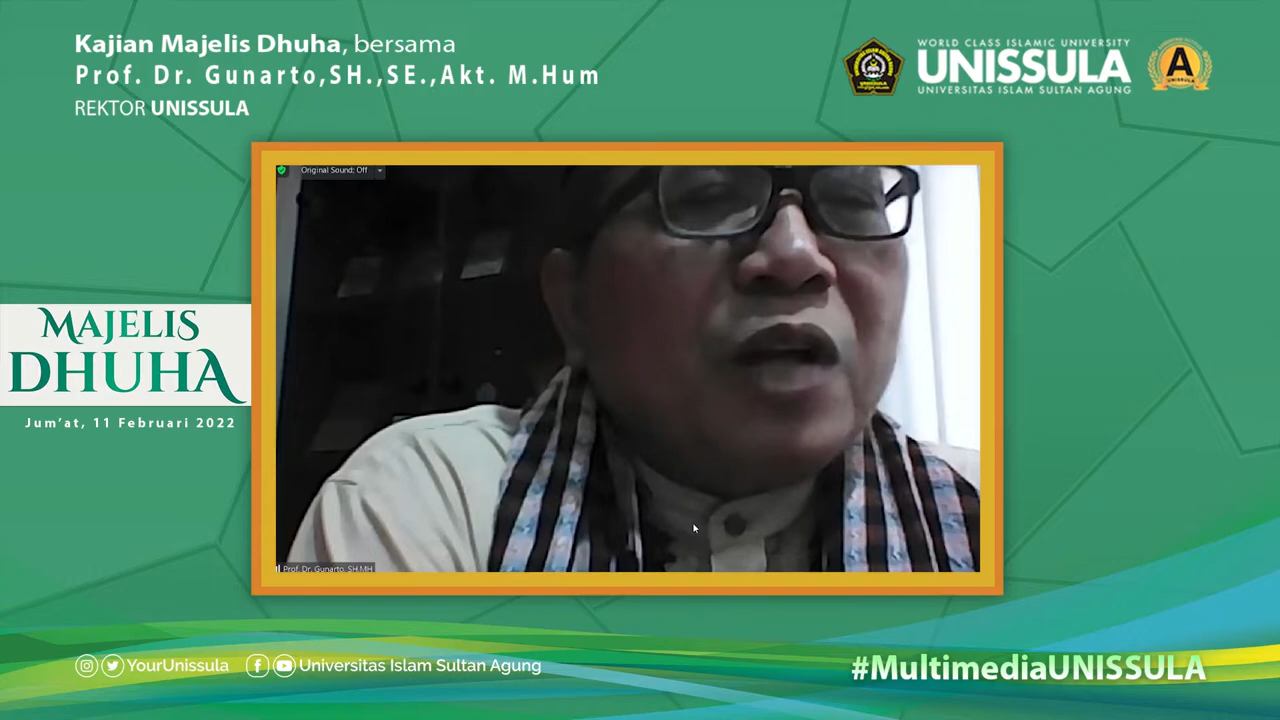 Kajian Majelis Dhuha, bersama
Prof. Dr. Gunarto,SH.,SE.,Akt. M.Hum
REKTOR UNISSULA
WORLD CLASS ISLAMIC UNIVERSITY
UNISSULA
UNIVERSITAS ISLAM SULTAN AGUNG
A
UNISSULA
Original Sound: Off
MAJELIS
DHUHA
Jum'at, 11 Februari 2022
Prof. Dr. Gunarto, SH.MH
YourUnissula
Universitas Islam Sultan Agung
#MultimediaUNISSULA